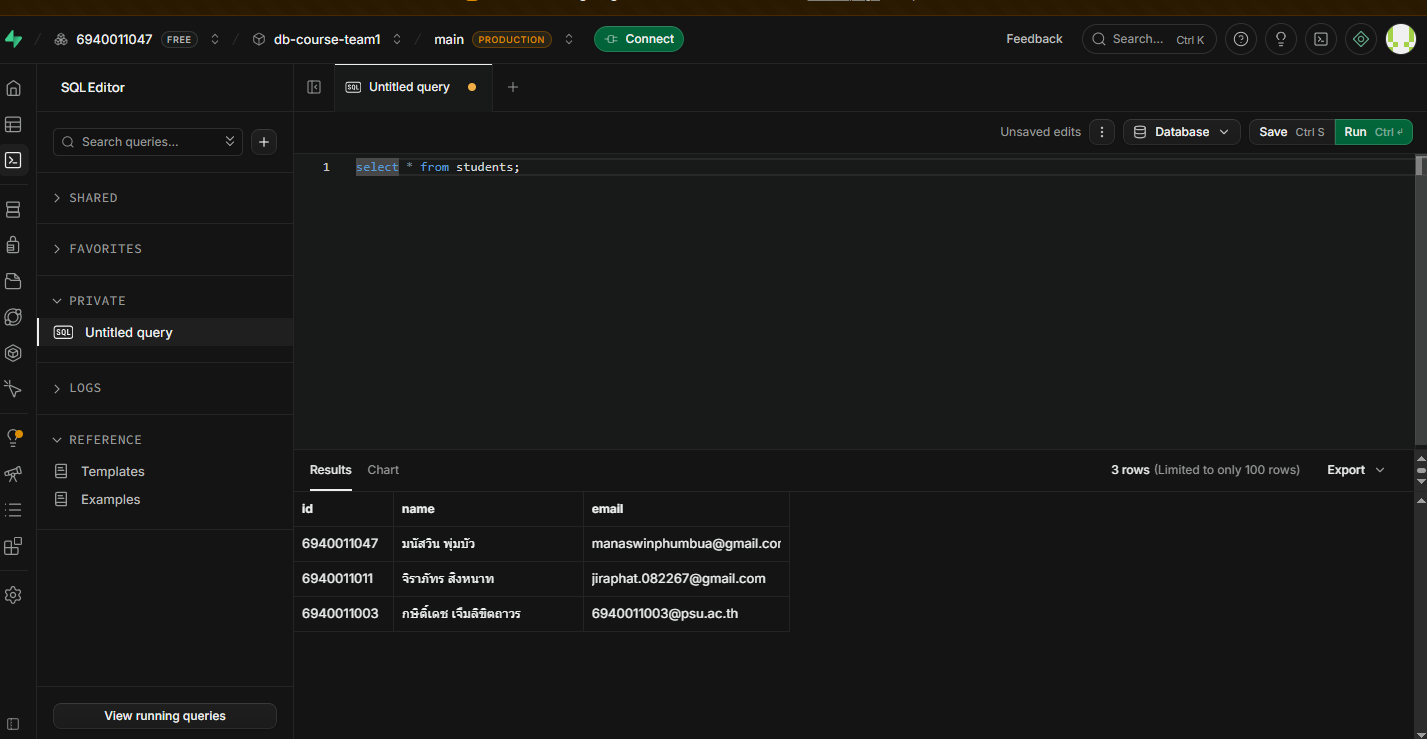 6940011047 FREE / db-course-team1 / main PRODUCTION Connect Feedback Search... Ctrl K
SQL Editor
SQL Untitled query
Search queries...
Unsaved edits Database Save Ctrl S Run Ctrl ↵
1 select * from students;
SHARED
FAVORITES
PRIVATE
SQL Untitled query
LOGS
REFERENCE
Templates
Examples
View running queries
Results Chart 3 rows (Limited to only 100 rows) Export
id name email
6940011047 มนัสวิน พุ่มบัว manaswinphumbua@gmail.cor
6940011011 จิราภัทร สิงหนาท jiraphat.082267@gmail.com
6940011003 กษิดิ์เดช เจิมลิขิตถาวร 6940011003@psu.ac.th